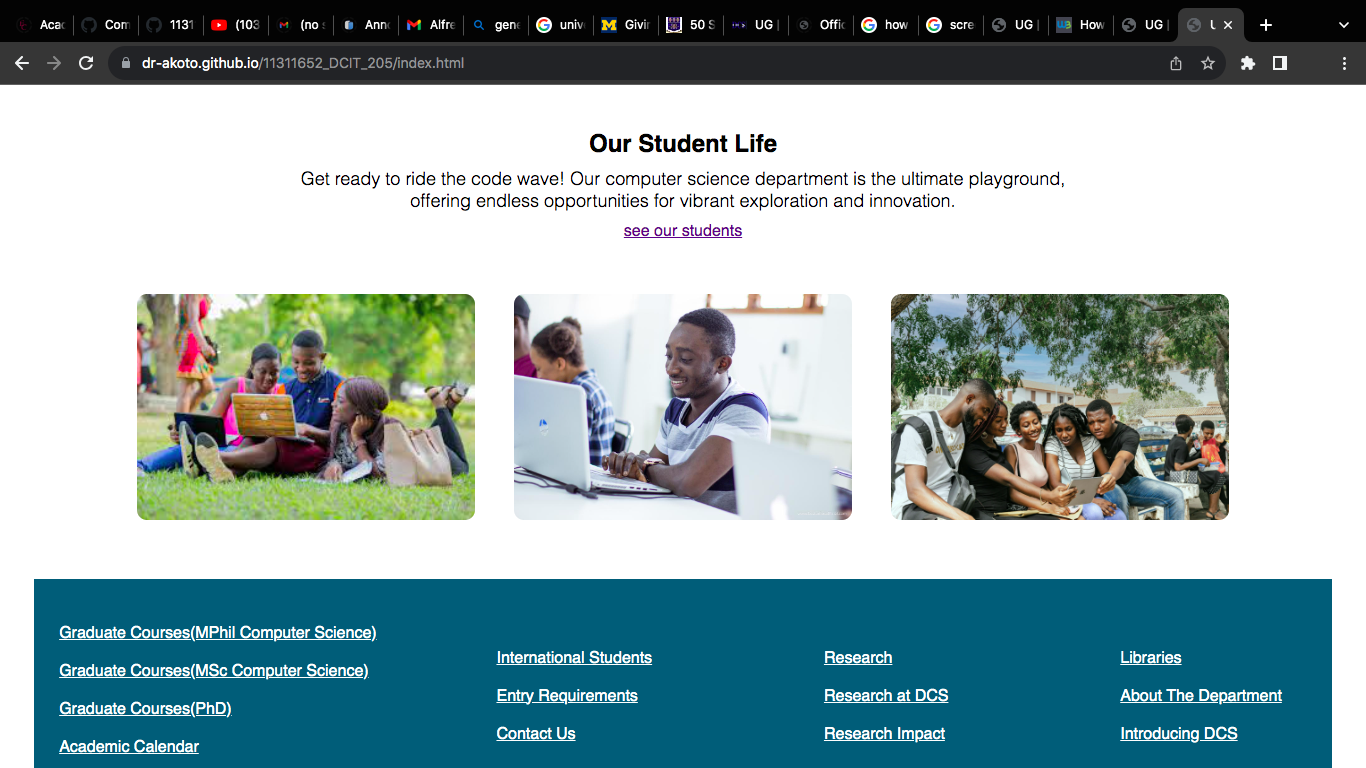 Aca
Com
1131
(103
(no s
Anno
Alfre
gene
univ
Givin
50 S
UG |
Offic
how
scre
UG |
How
UG |
U
dr-akoto.github.io/11311652_DCIT_205/index.html
Our Student Life
Get ready to ride the code wave! Our computer science department is the ultimate playground,
offering endless opportunities for vibrant exploration and innovation.
see our students
Graduate Courses(MPhil Computer Science)
Graduate Courses(MSc Computer Science)
Graduate Courses(PhD)
Academic Calendar
International Students
Entry Requirements
Contact Us
Research
Research at DCS
Research Impact
Libraries
About The Department
Introducing DCS